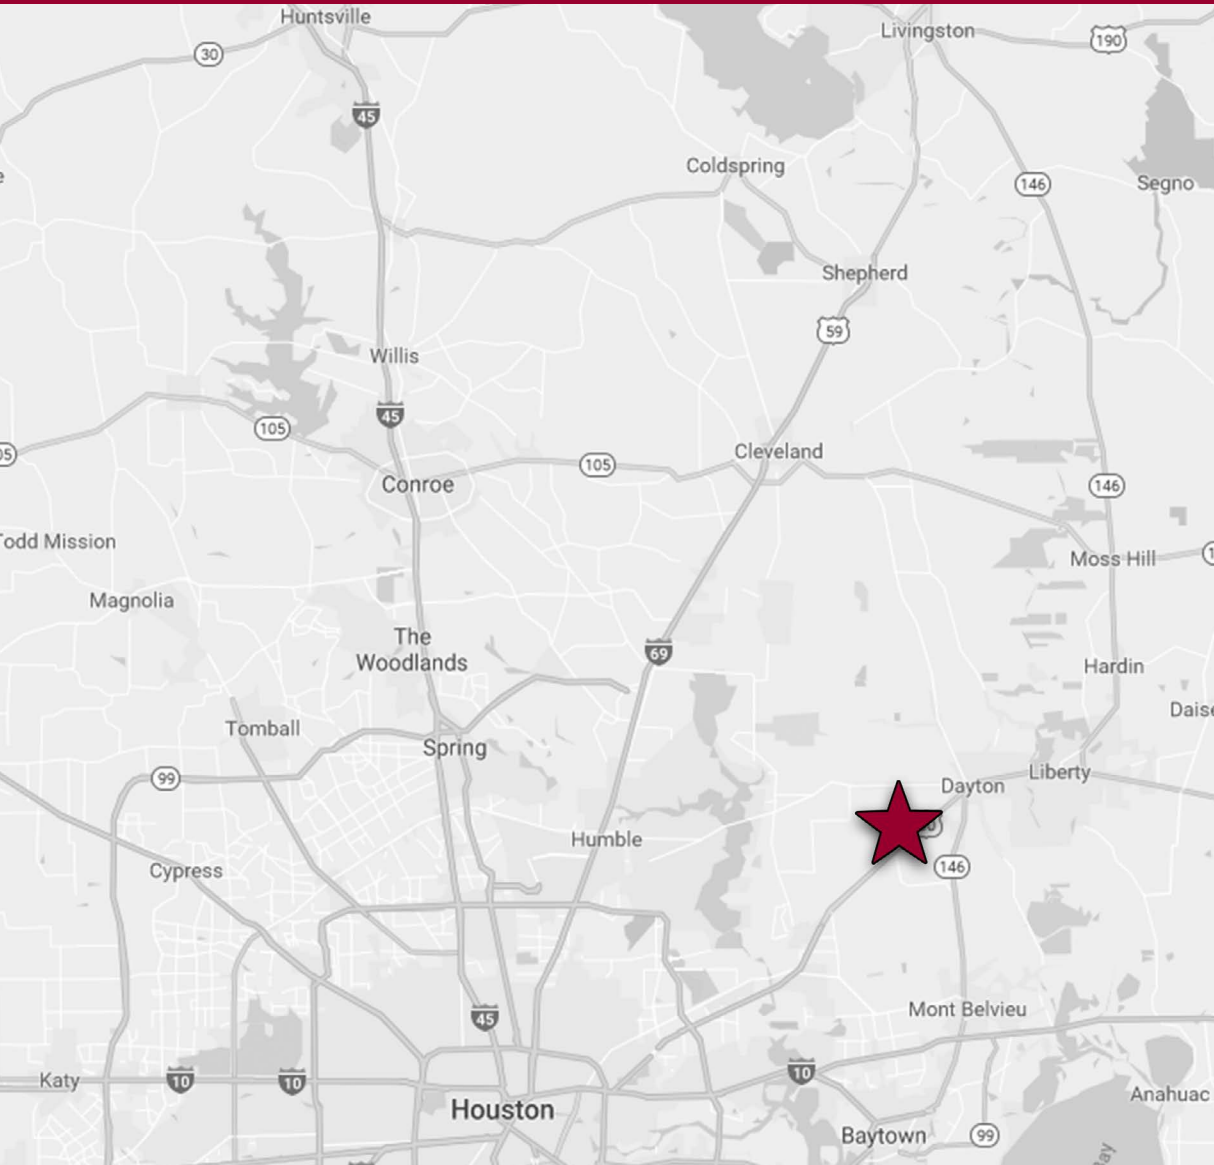 Huntsville
Livingston
30
190
45
Coldspring
146
Segno
Shepherd
59
Willis
45
105
Cleveland
105
Conroe
146
Todd Mission
Moss Hill
Magnolia
The
Woodlands
69
Hardin
Tomball
Spring
Liberty
99
Dayton
Humble
146
Cypress
Mont Belvieu
45
10
Katy
10
10
Anahuac
Houston
Baytown
99